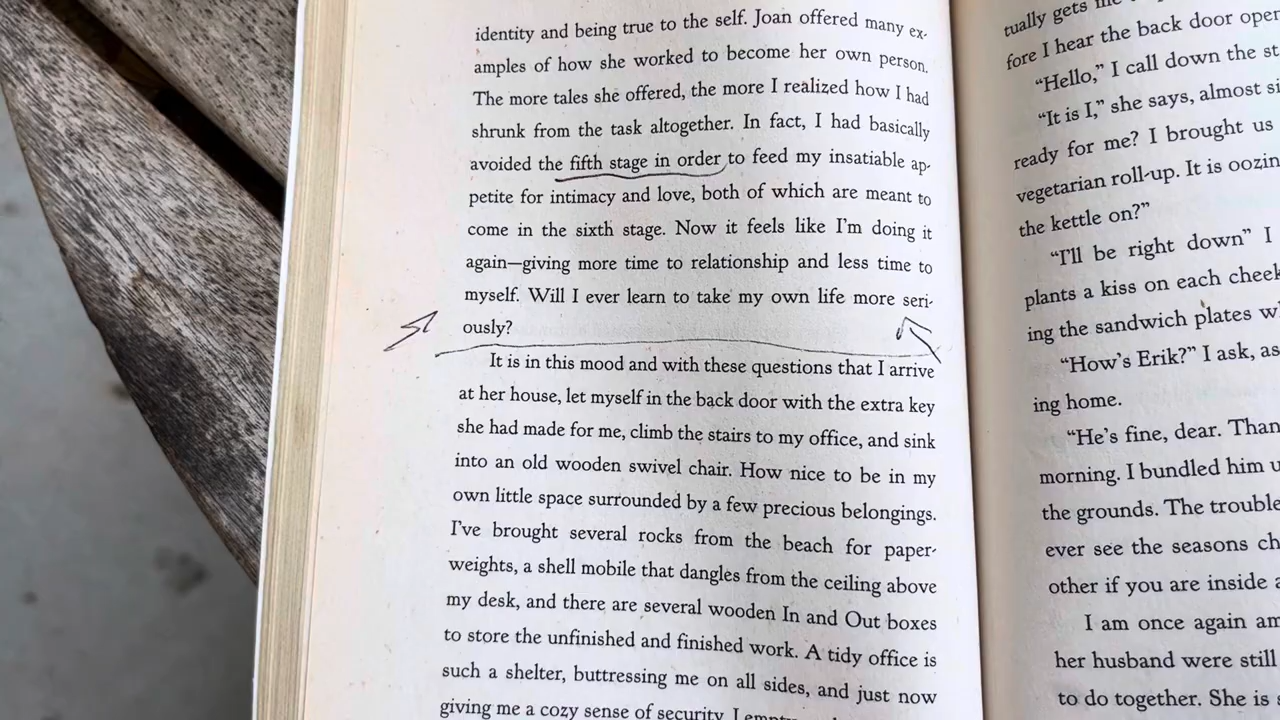 identity and being true to the self. Joan offered many ex-
amples of how she worked to become her own person.
The more tales she offered, the more I realized how I had
shrunk from the task altogether. In fact, I had basically
avoided the fifth stage in order to feed my insatiable ap-
petite for intimacy and love, both of which are meant to
come in the sixth stage. Now it feels like I'm doing it
again—giving more time to relationship and less time to
myself. Will I ever learn to take my own life more seri-
ously?
It is in this mood and with these questions that I arrive
at her house, let myself in the back door with the extra key
she had made for me, climb the stairs to my office, and sink
into an old wooden swivel chair. How nice to be in my
own little space surrounded by a few precious belongings.
I've brought several rocks from the beach for paper-
weights, a shell mobile that dangles from the ceiling above
my desk, and there are several wooden In and Out boxes
to store the unfinished and finished work. A tidy office is
such a shelter, buttressing me on all sides, and just now
giving me a cozy sense of security. I
tually gets
fore I hear the back door
"Hello," I call down the
"It is I," she says, almost
ready for me? I brought us
vegetarian roll-up. It is
the kettle on?"
"I'll be right down" I
plants a kiss on each
ing the sandwich plates
"How's Erik?" I ask, as
ing home.
"He's fine, dear.
morning. I bundled him
the grounds. The
ever see the seasons
other if you are inside
I am once again
her husband were still
to do together. She is